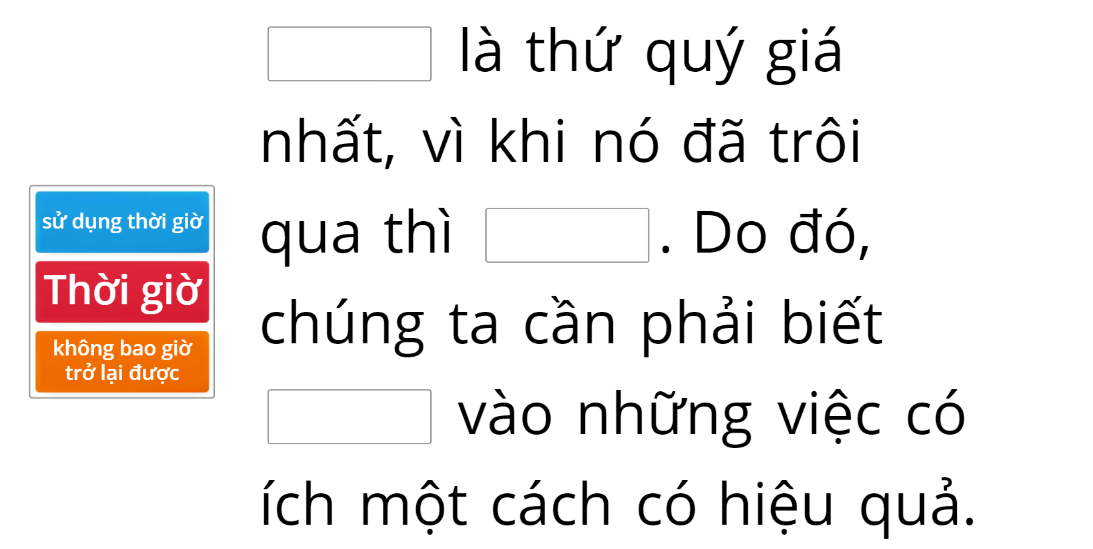 sử dụng thời giờ
Thời giờ
không bao giờ
trở lại được
là thứ quý giá
nhất, vì khi nó đã trôi
qua thì . Do đó,
chúng ta cần phải biết
vào những việc có
ích một cách có hiệu quả.